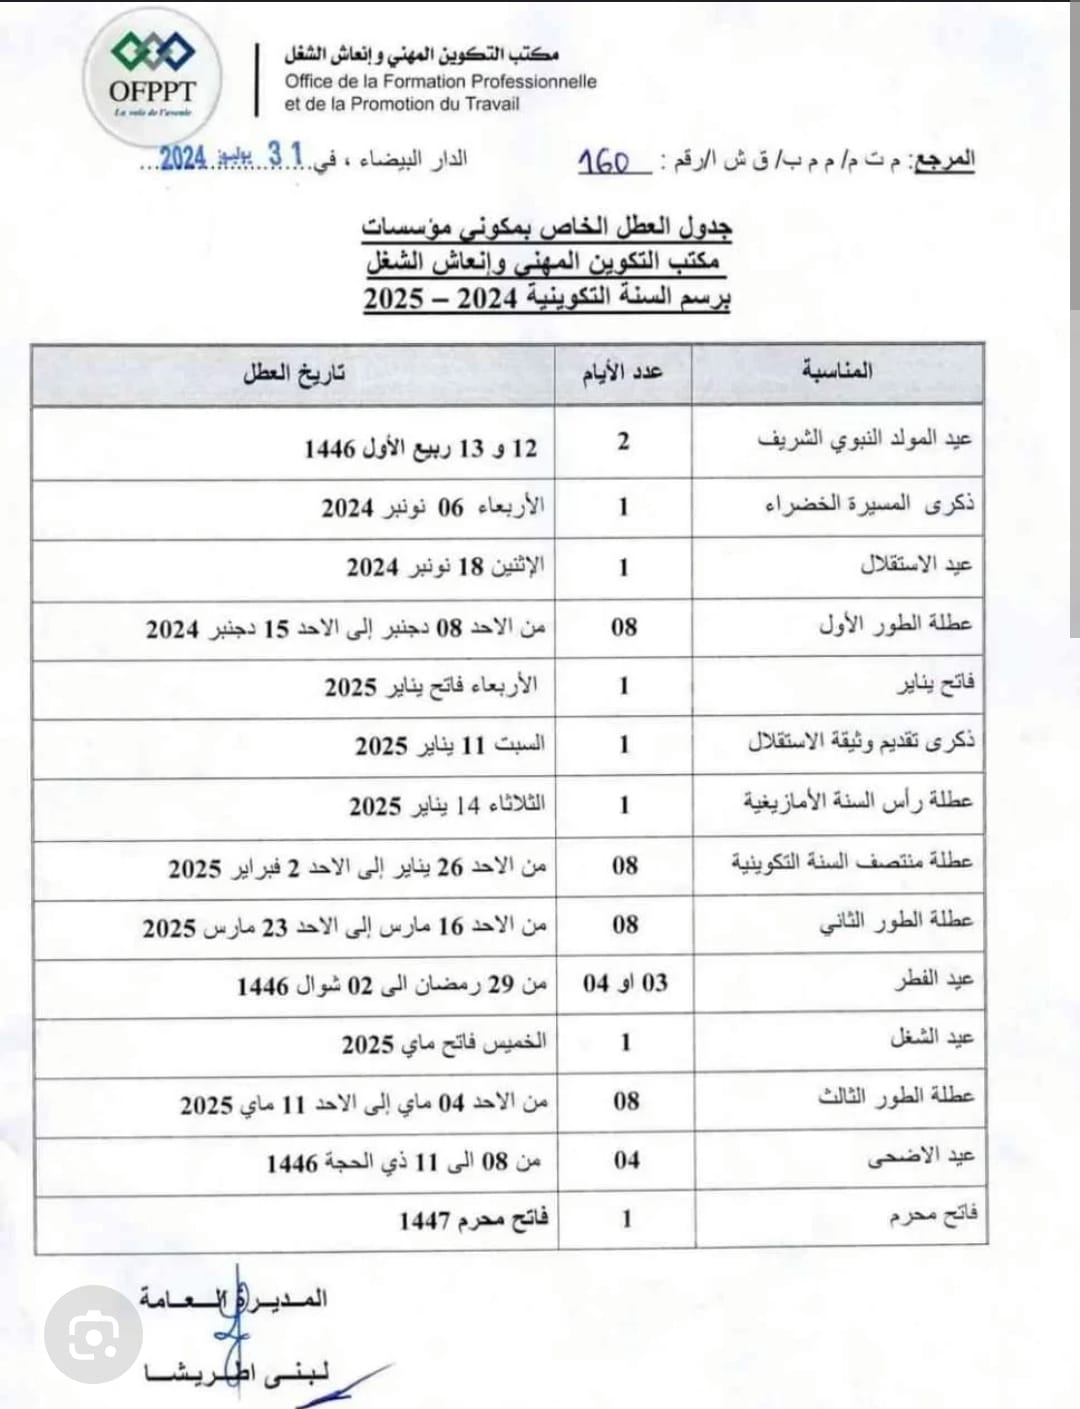 OFPPT
La voie de l'avenir
مكتب التكوين المهني وإنعاش الشغل
Office de la Formation Professionnelle
et de la Promotion du Travail
المرجع: م ت م/ م م ب/ ق ش ا/رقم : 160
الدار البيضاء ، في 31 يوليوز 2024
جدول العطل الخاص بمكوني مؤسسات
مكتب التكوين المهني وإنعاش الشغل
برسم السنة التكوينية 2024 – 2025
المناسبة عدد الأيام تاريخ العطل
عيد المولد النبوي الشريف 2 12 و 13 ربيع الأول 1446
ذكرى المسيرة الخضراء 1 الأربعاء 06 نونبر 2024
عيد الاستقلال 1 الإثنين 18 نونبر 2024
عطلة الطور الأول 08 من الاحد 08 دجنبر إلى الاحد 15 دجنبر 2024
فاتح يناير 1 الأربعاء فاتح يناير 2025
ذكرى تقديم وثيقة الاستقلال 1 السبت 11 يناير 2025
عطلة رأس السنة الأمازيغية 1 الثلاثاء 14 يناير 2025
عطلة منتصف السنة التكوينية 08 من الاحد 26 يناير إلى الاحد 2 فبراير 2025
عطلة الطور الثاني 08 من الاحد 16 مارس إلى الاحد 23 مارس 2025
عيد الفطر 03 او 04 من 29 رمضان الى 02 شوال 1446
عيد الشغل 1 الخميس فاتح ماي 2025
عطلة الطور الثالث 08 من الاحد 04 ماي إلى الاحد 11 ماي 2025
عيد الاضحى 04 من 08 الى 11 ذي الحجة 1446
فاتح محرم 1 فاتح محرم 1447
المديرة العامة
لبنى اطريشا